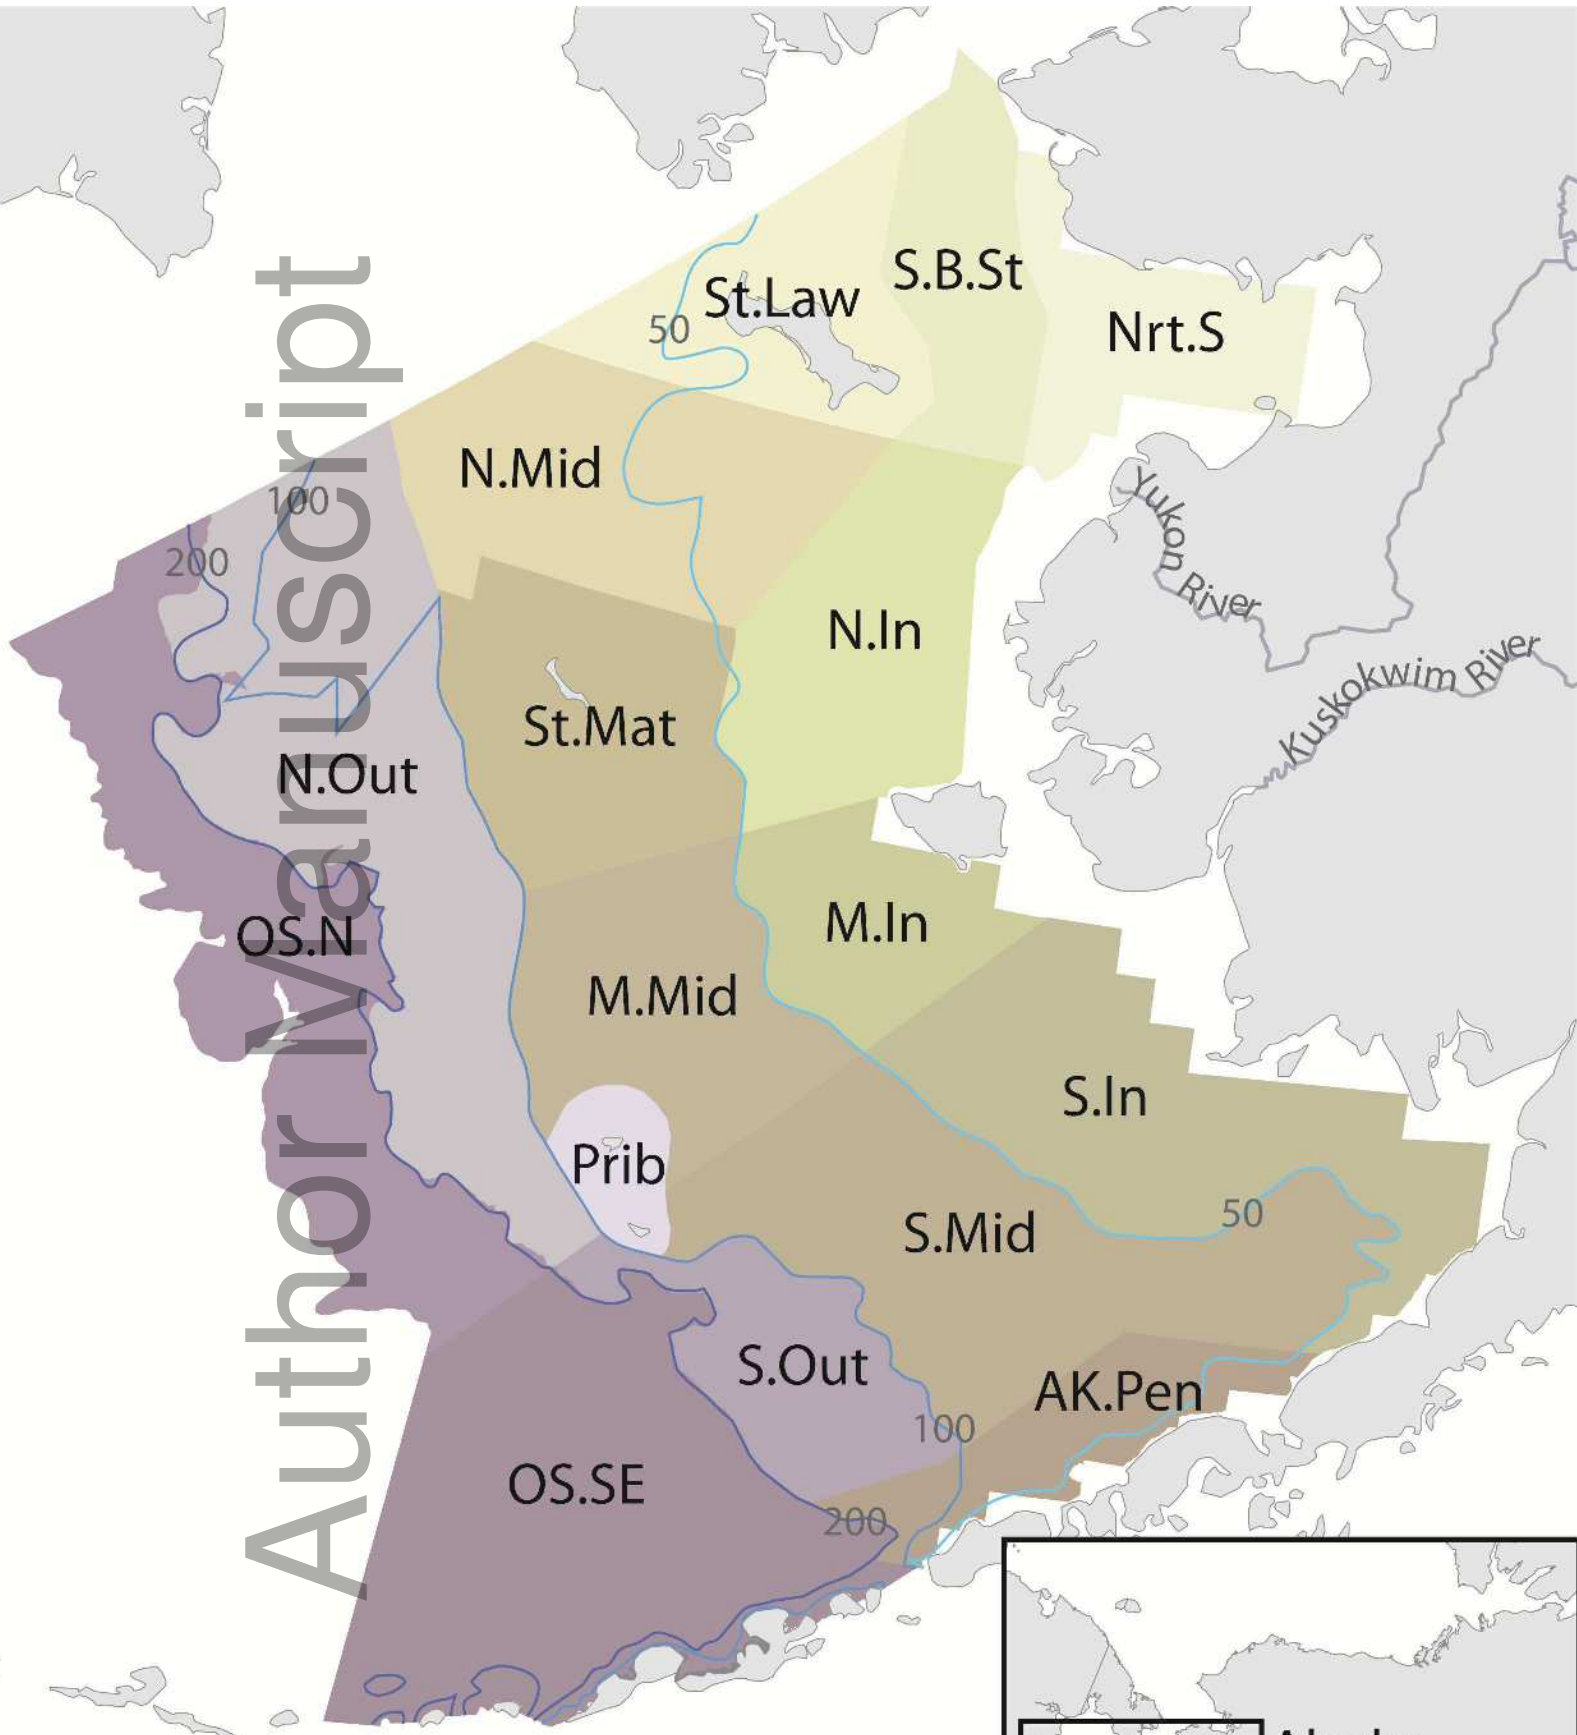 S.B.St
St.Law
50
Nrt.S
N.Mid
100
200
Yukon River
N.In
Kuskokwim River
St.Mat
N.Out
M.In
OS.N
M.Mid
S.In
Prib
50
S.Mid
S.Out
AK.Pen
100
OS.SE
200
Author Manuscript